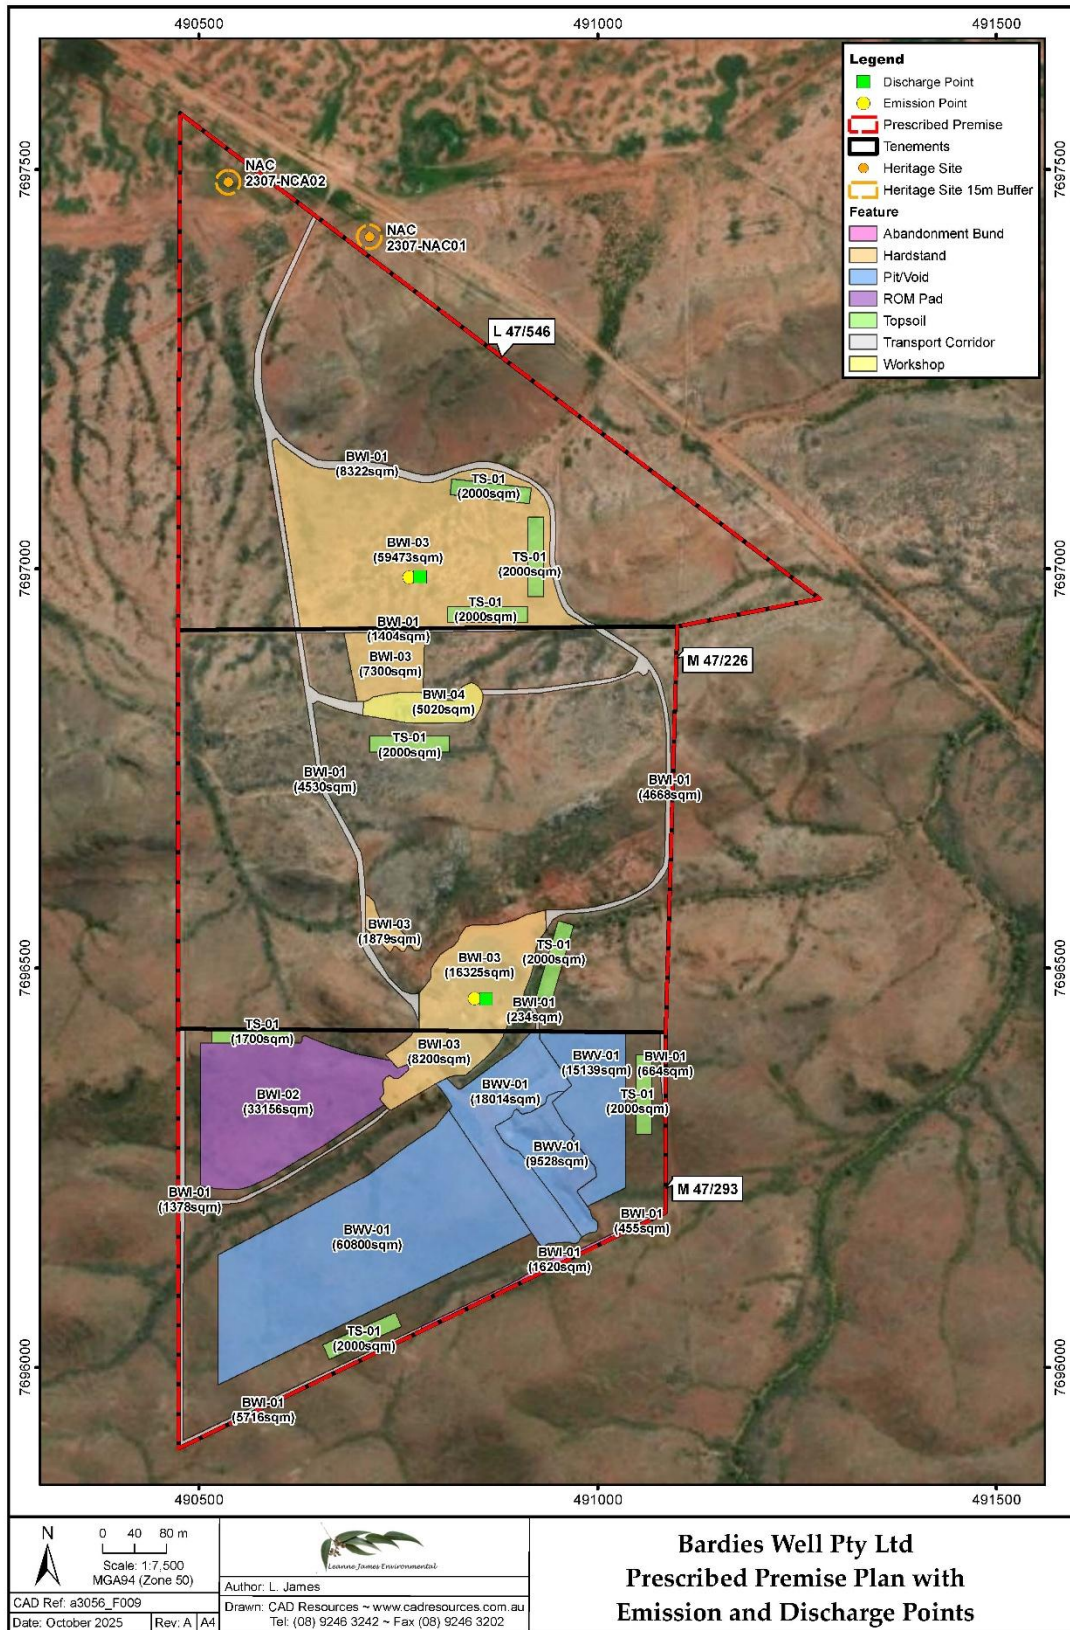 490500
491000
491500
7697500
7697000
7696500
7696000
7697500
7697000
7696500
7696000
Legend
Discharge Point
Emission Point
Prescribed Premise
Tenements
Heritage Site
Heritage Site 15m Buffer
Feature
Abandonment Bund
Hardstand
Pit/Void
ROM Pad
Topsoil
Transport Corridor
Workshop
NAC
2307-NCA02
NAC
2307-NAC01
L 47/546
BWI-01
(8322sqm)
TS-01
(2000sqm)
BWI-03
(59473sqm)
TS-01
(2000sqm)
TS-01
(2000sqm)
BWI-01
(1404sqm)
BWI-03
(7300sqm)
M 47/226
BWI-04
(5020sqm)
TS-01
(2000sqm)
BWI-01
(4530sqm)
BWI-01
(4668sqm)
BWI-03
(1879sqm)
BWI-03
(16325sqm)
TS-01
(2000sqm)
BWI-01
(234sqm)
TS-01
(1700sqm)
BWI-03
(8200sqm)
BWV-01
(15139sqm)
BWI-01
(664sqm)
BWI-02
(33156sqm)
BWV-01
(18014sqm)
TS-01
(2000sqm)
BWV-01
(9528sqm)
M 47/293
BWI-01
(1378sqm)
BWI-01
(455sqm)
BWV-01
(60800sqm)
BWI-01
(1620sqm)
TS-01
(2000sqm)
BWI-01
(5716sqm)
490500
491000
491500
N
0 40 80 m
Scale: 1:7,500
MGA94 (Zone 50)
CAD Ref: a3056_F009
Date: October 2025
Rev: A
A4
Leanne James Environmental
Author: L. James
Drawn: CAD Resources ~ www.cadresources.com.au
Tel: (08) 9246 3242 ~ Fax (08) 9246 3202
Bardies Well Pty Ltd
Prescribed Premise Plan with
Emission and Discharge Points